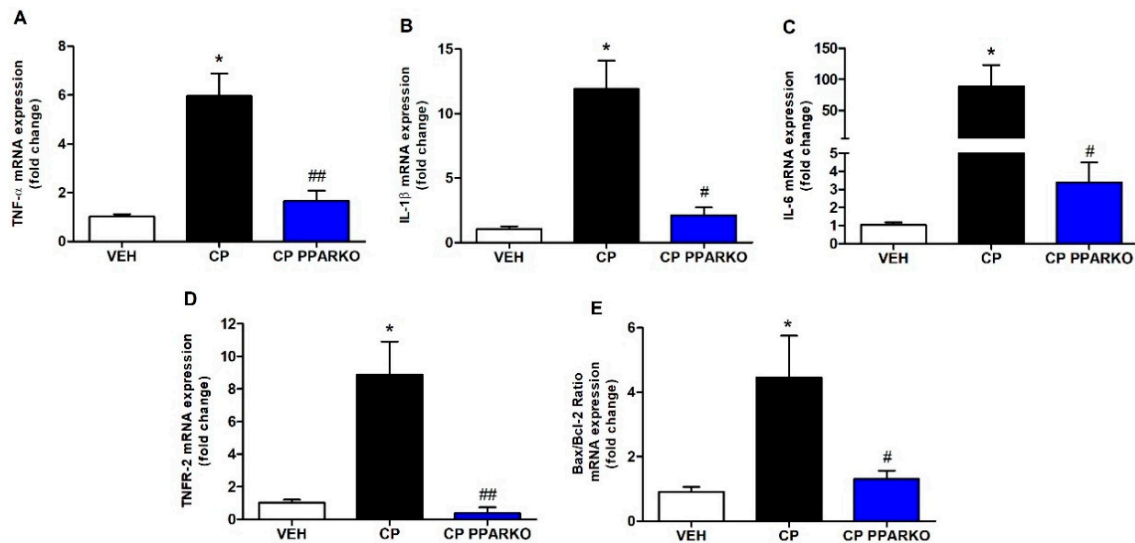 A
TNF-α mRNA expression
(fold change)
8
6
4
2
0
*
##
VEH
CP
CP PPARKO
B
IL-1β mRNA expression
(fold change)
15
10
5
0
*
#
VEH
CP
CP PPARKO
C
IL-6 mRNA expression
(fold change)
150
100
50
5
4
3
2
1
0
*
#
VEH
CP
CP PPARKO
D
TNFR-2 mRNA expression
(fold change)
12
10
8
6
4
2
0
*
##
VEH
CP
CP PPARKO
E
Bax/Bcl-2 Ratio
mRNA expression
(fold change)
6
4
2
0
*
#
VEH
CP
CP PPARKO